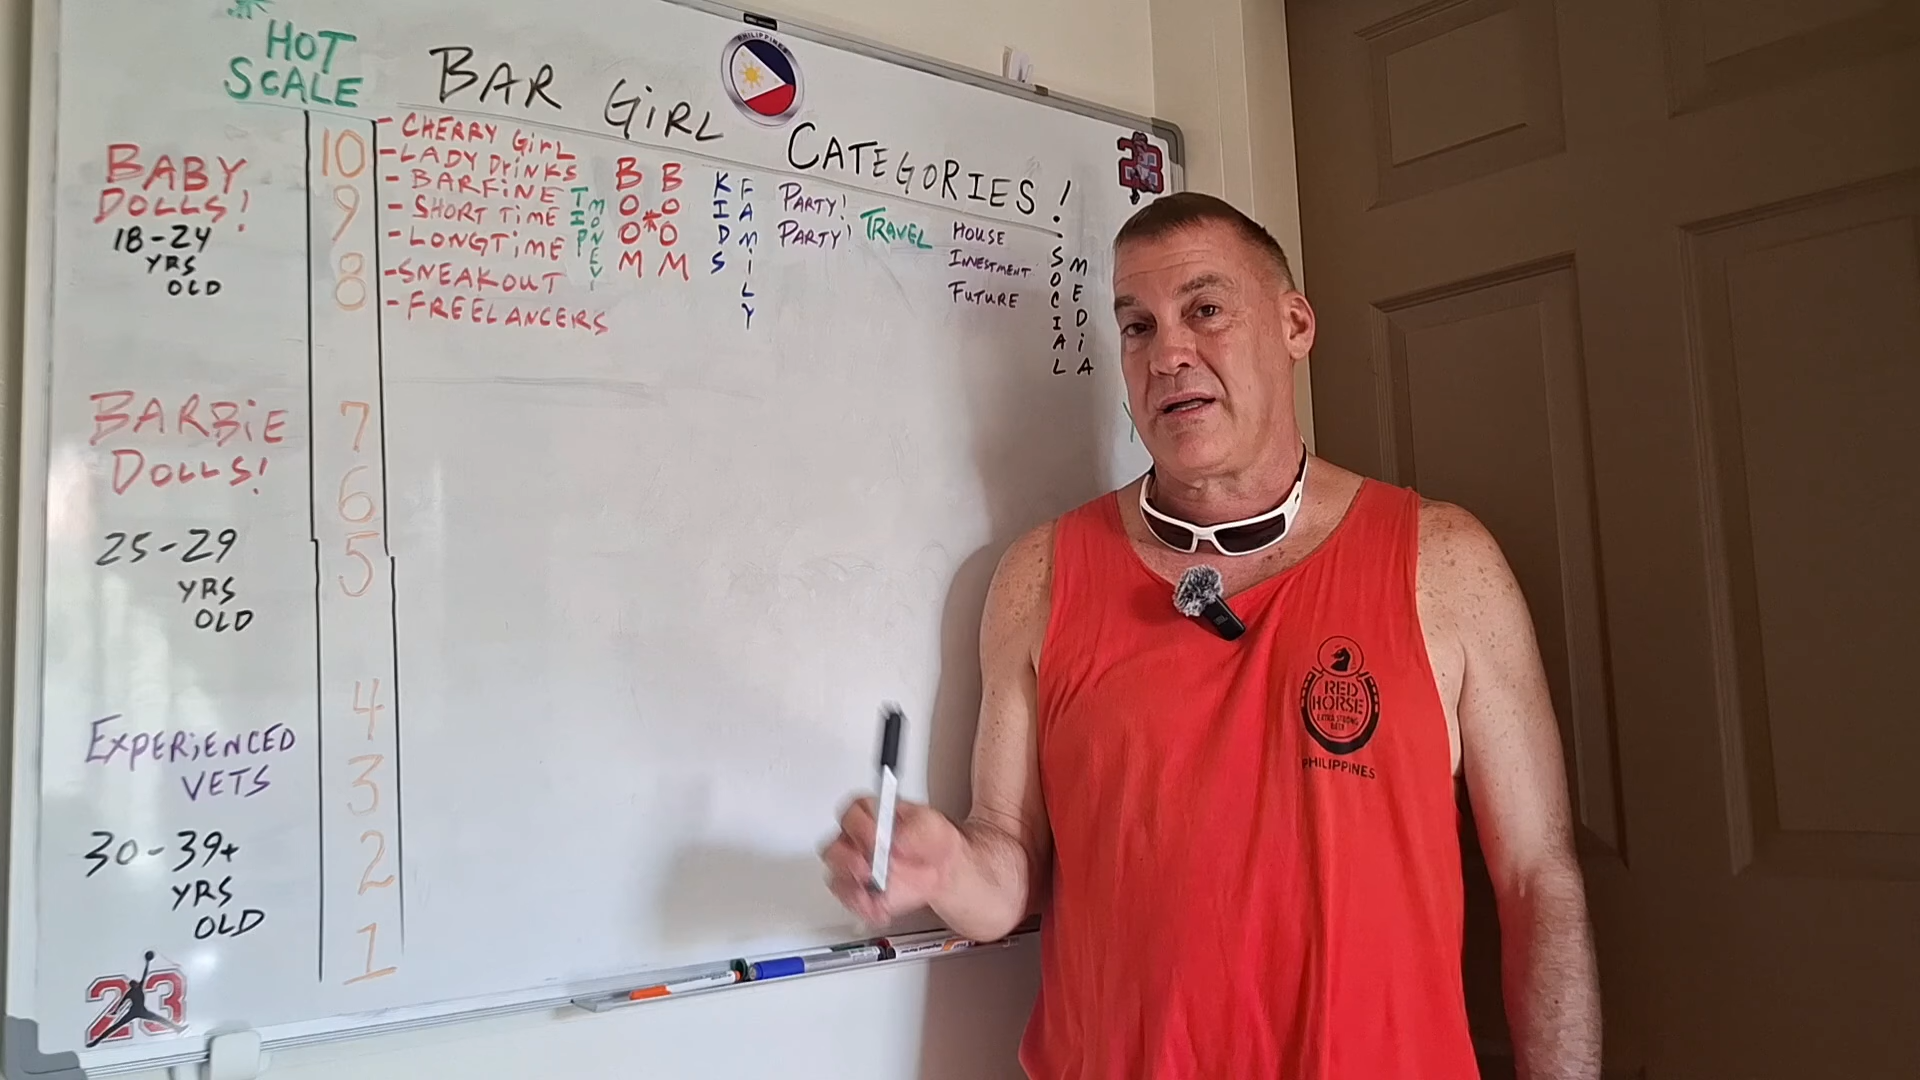 HOT
SCALE
BAR GiRL CATEGORiES!
PHILIPPINES
BABY
DOLLS!
18-24
YRS
OLD
10
9
8
- CHERRY GiRL
- LADY DRiNKS
- BARFiNE
- SHORT TiME
- LONGTiME
- SNEAKOUT
- FREELANCERS
TIP
MONEY!
BOOM * BOOM
KIDS
FAMiLY
PARTY!
PARTY!
TRAVEL
HOUSE
INVESTMENT
FUTURE
SOCIAL
MEDiA
23
BARBiE
DOLLS!
25-29
YRS
OLD
7
6
5
EXPERiENCED
VETS
30-39+
YRS
OLD
4
3
2
1
23
RED
HORSE
EXTRA STRONG
BEER
PHILIPPINES